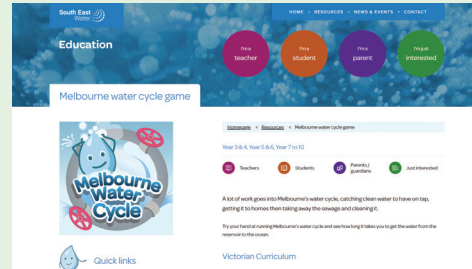 South East
Water
HOME • RESOURCES • NEWS & EVENTS • CONTACT
Education
I'm a
teacher
I'm a
student
I'm a
parent
I'm just
interested
Melbourne water cycle game
Homepage < Resources < Melbourne water cycle game
Year 3 & 4, Year 5 & 6, Year 7 to 10
Teachers
Students
Parents /
guardians
Just interested
Melbourne
Water
Cycle
A lot of work goes into Melbourne's water cycle, catching clean water to have on tap,
getting it to homes then taking away the sewage and cleaning it.
Try your hand at running Melbourne's water cycle and see how long it takes you to get the water from the
reservoir to the ocean.
Quick links
Victorian Curriculum